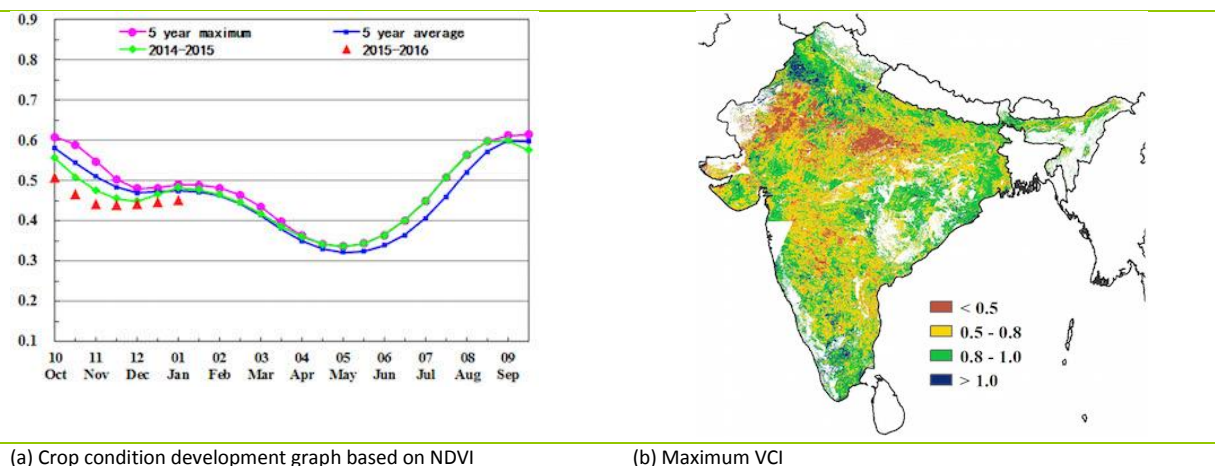 5 year maximum 5 year average
2014-2015 2015-2016
0.9
0.8
0.7
0.6
0.5
0.4
0.3
0.2
0.1
10 11 12 01 02 03 04 05 06 07 08 09
Oct Nov Dec Jan Feb Mar Apr May Jun Jul Aug Sep
< 0.5
0.5 - 0.8
0.8 - 1.0
> 1.0
(a) Crop condition development graph based on NDVI (b) Maximum VCI